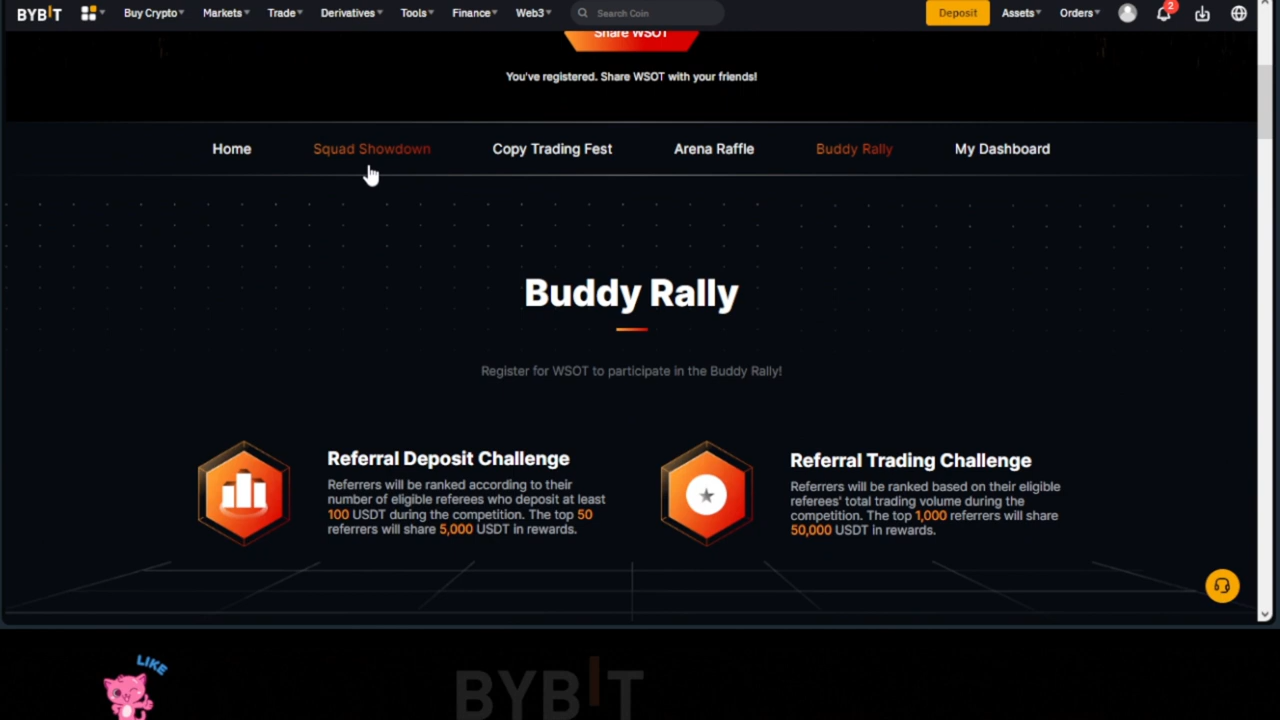 BYBIT Buy Crypto Markets Trade Derivatives Tools Finance Web3 Search Coin Deposit Assets Orders 2
Share WSOT
You've registered. Share WSOT with your friends!
Home Squad Showdown Copy Trading Fest Arena Raffle Buddy Rally My Dashboard
Buddy Rally
Register for WSOT to participate in the Buddy Rally!
Referral Deposit Challenge
Referrers will be ranked according to their
number of eligible referees who deposit at least
100 USDT during the competition. The top 50
referrers will share 5,000 USDT in rewards.
Referral Trading Challenge
Referrers will be ranked based on their eligible
referees' total trading volume during the
competition. The top 1,000 referrers will share
50,000 USDT in rewards.
LIKE
BYBIT